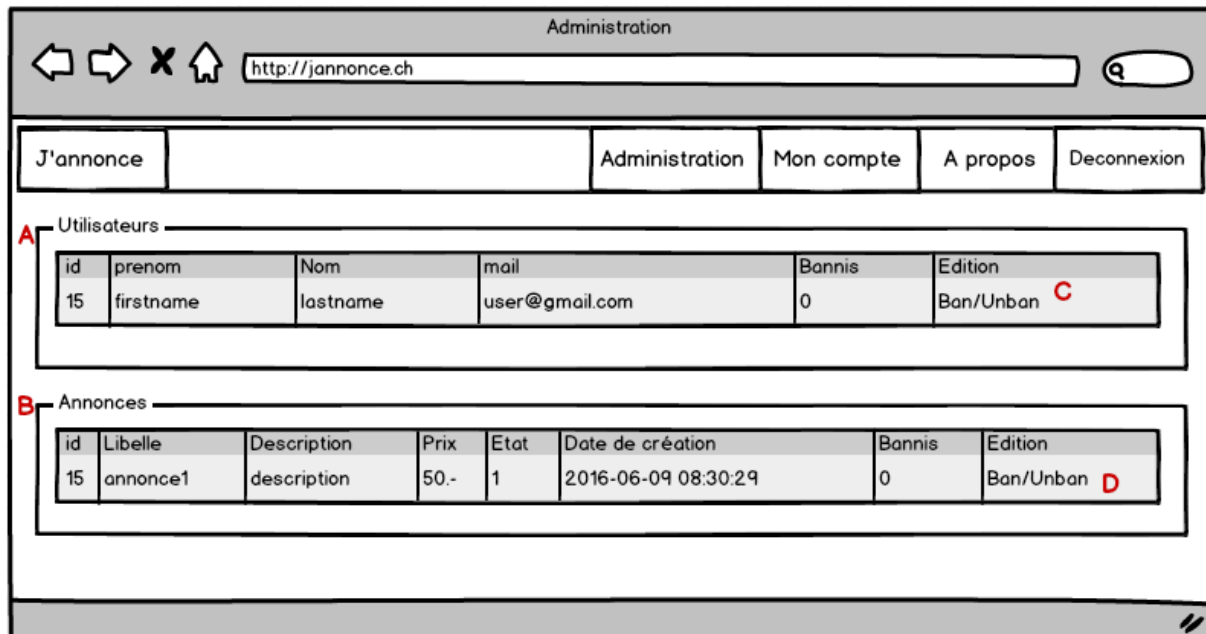 Administration
http://jannonce.ch
J'annonce Administration Mon compte A propos Deconnexion
A Utilisateurs
id prenom Nom mail Bannis Edition
15 firstname lastname user@gmail.com 0 Ban/Unban C
B Annonces
id Libelle Description Prix Etat Date de création Bannis Edition
15 annonce1 description 50.- 1 2016-06-09 08:30:29 0 Ban/Unban D